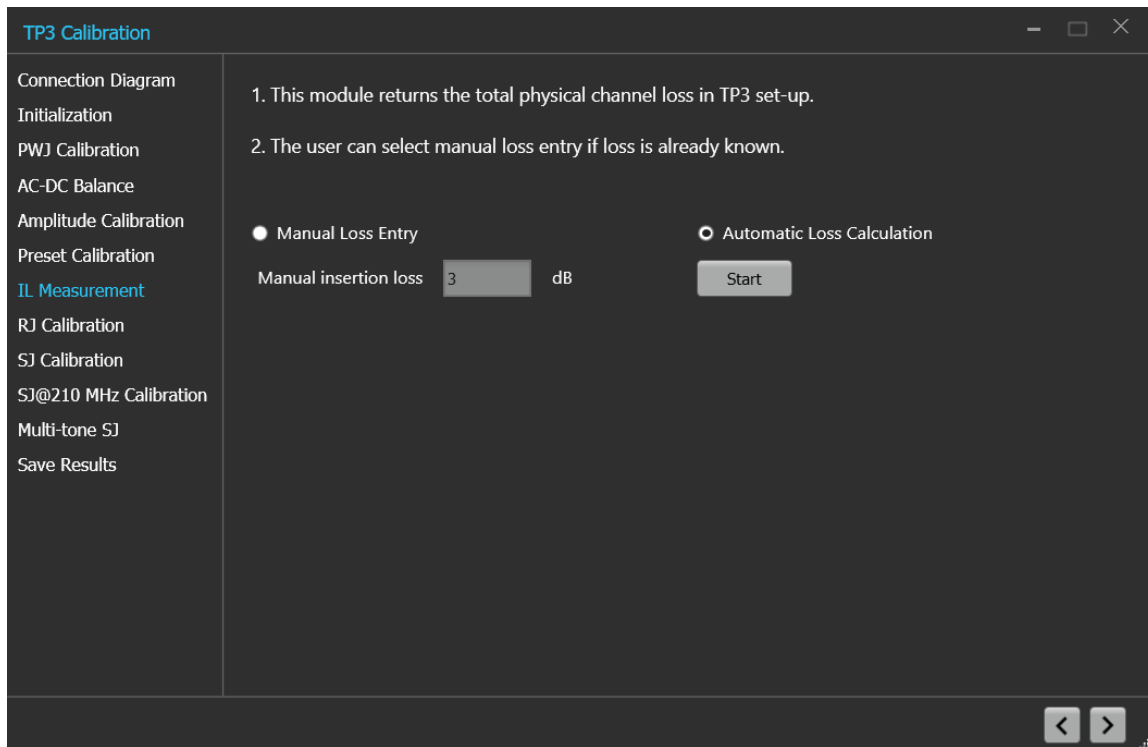 TP3 Calibration
Connection Diagram
Initialization
PWJ Calibration
AC-DC Balance
Amplitude Calibration
Preset Calibration
IL Measurement
RJ Calibration
SJ Calibration
SJ@210 MHz Calibration
Multi-tone SJ
Save Results
1. This module returns the total physical channel loss in TP3 set-up.
2. The user can select manual loss entry if loss is already known.
Manual Loss Entry
Automatic Loss Calculation
Manual insertion loss 3 dB
Start